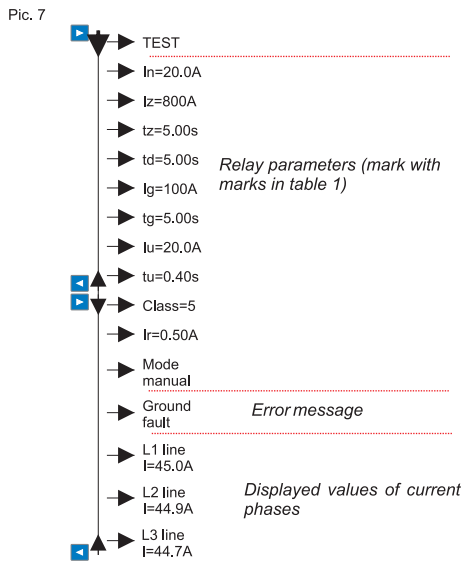 Pic. 7
TEST
In=20.0A
Iz=800A
tz=5.00s
td=5.00s
Relay parameters (mark with
marks in table 1)
Ig=100A
tg=5.00s
Iu=20.0A
tu=0.40s
Class=5
Ir=0.50A
Mode
manual
Ground
fault
Error message
L1 line
I=45.0A
L2 line
I=44.9A
Displayed values of current
phases
L3 line
I=44.7A